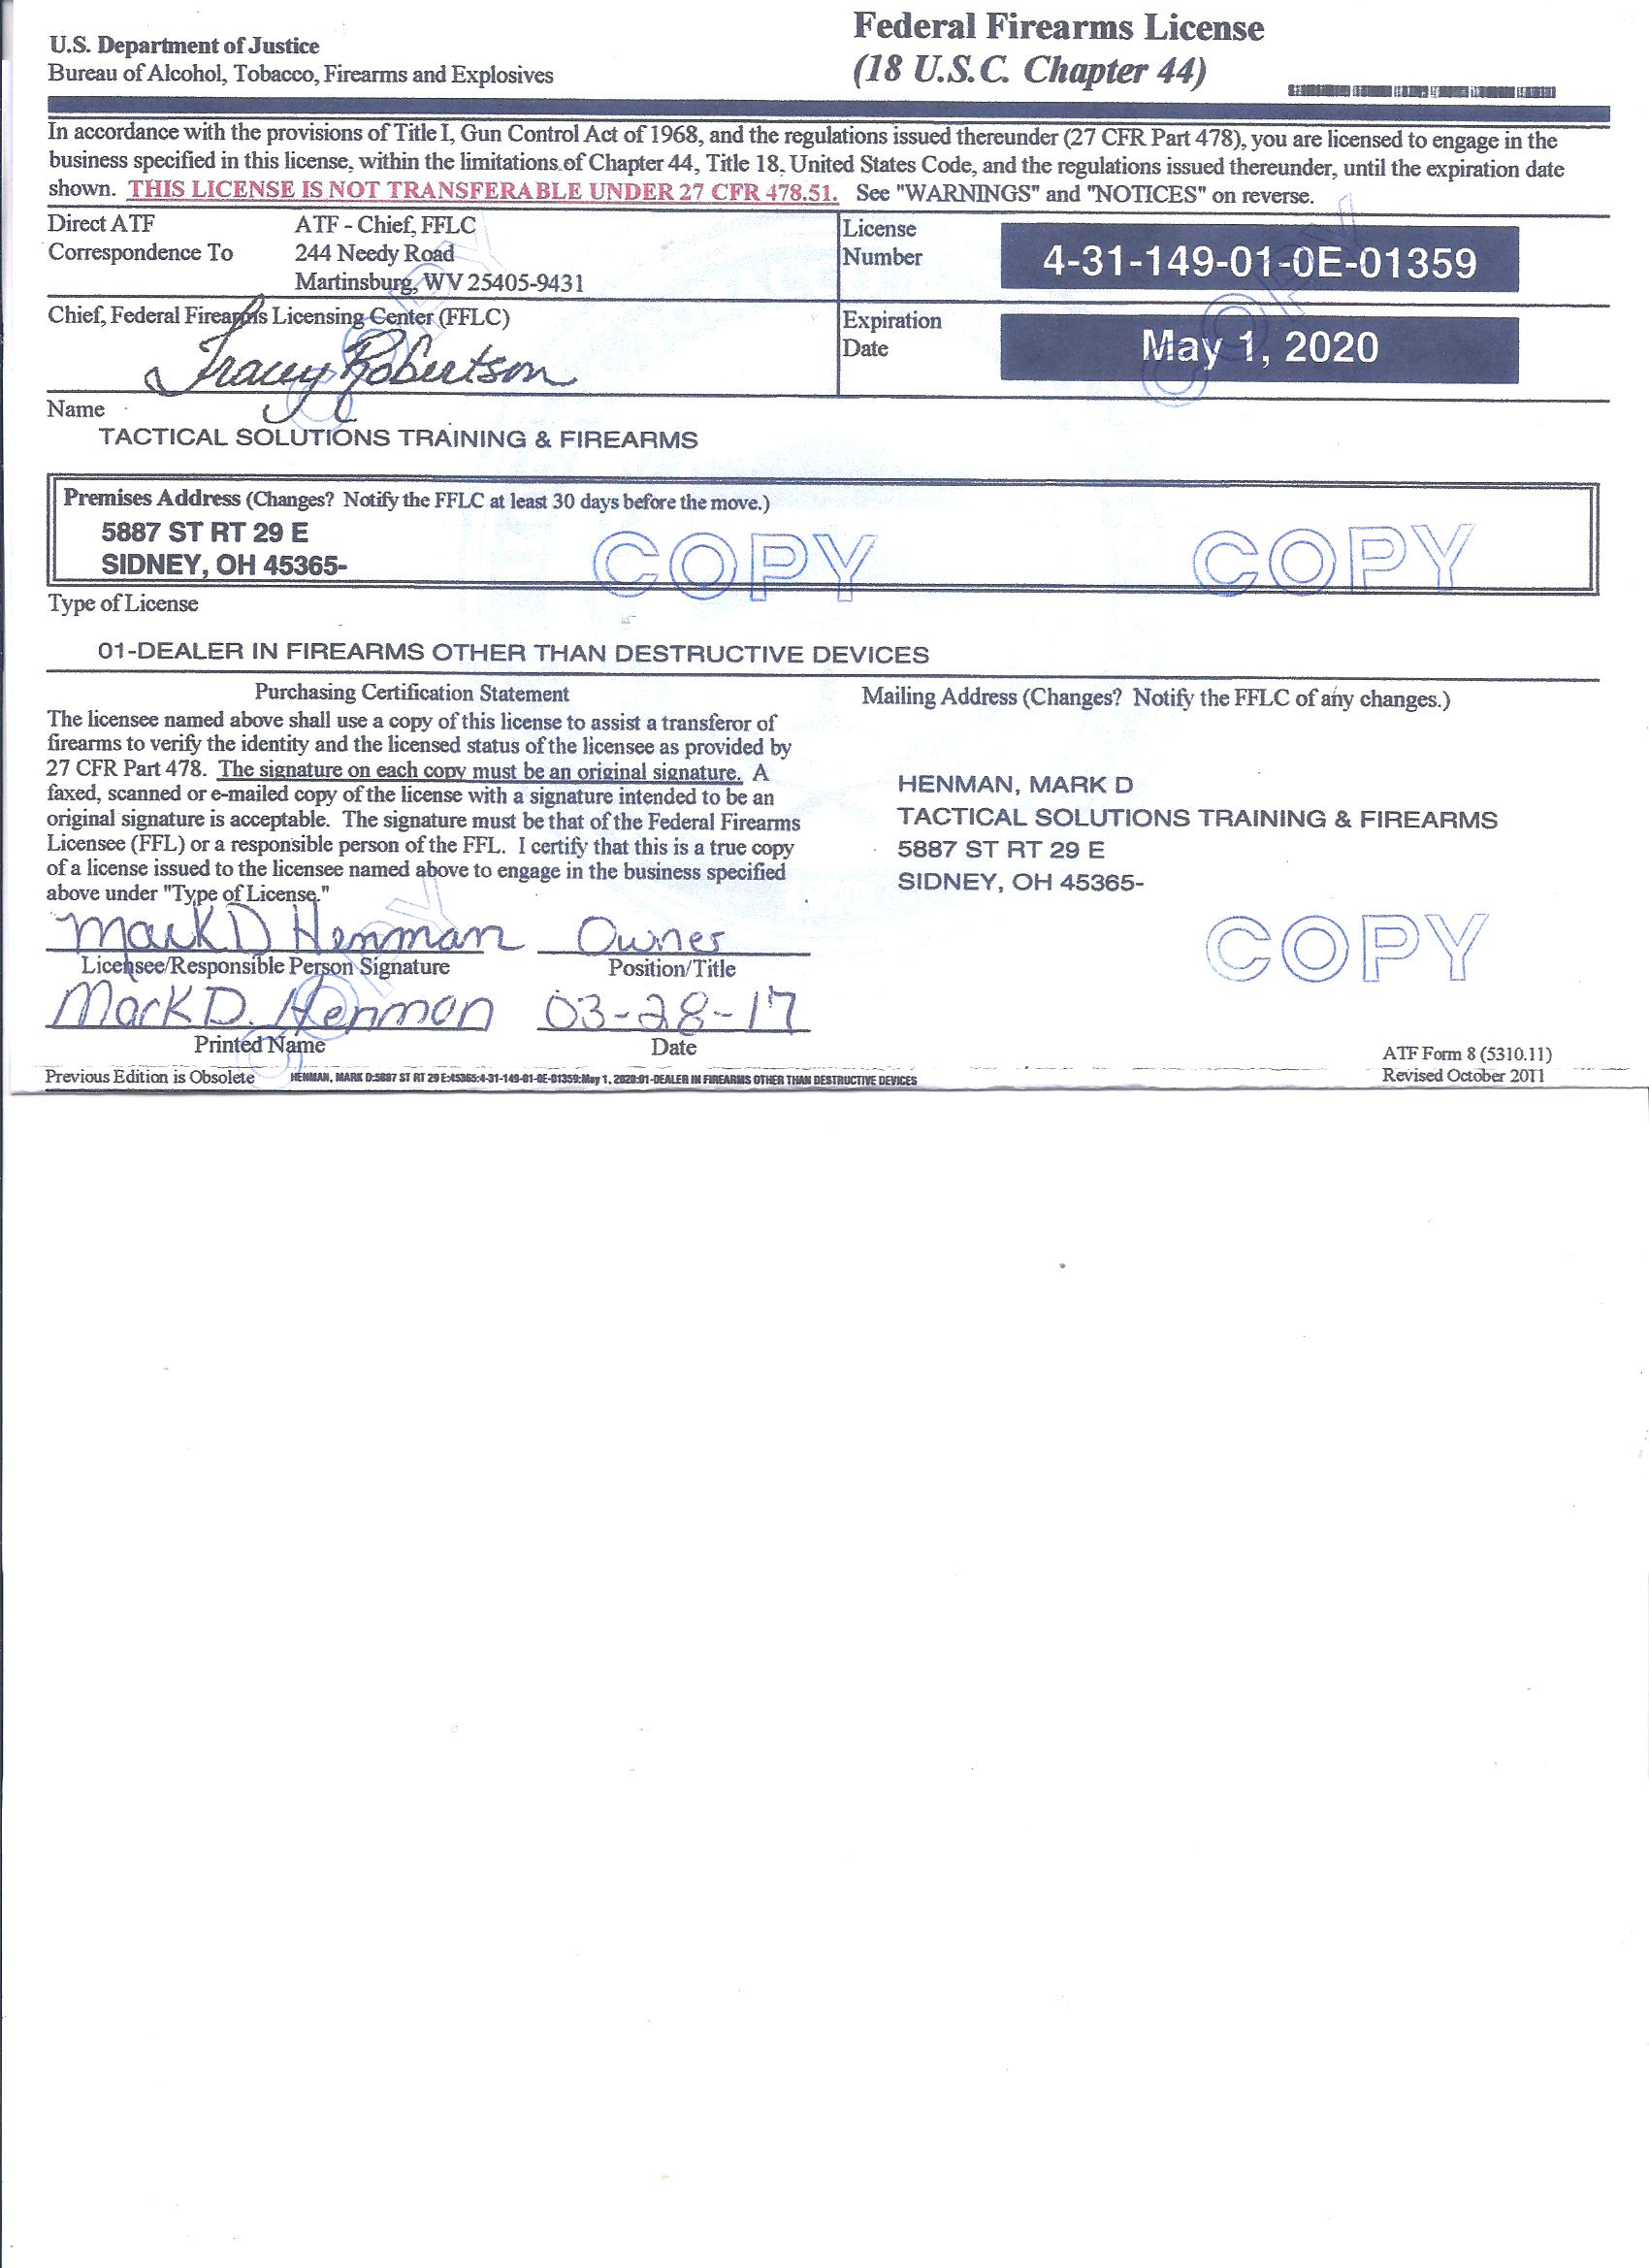 U.S. Department of Justice
Bureau of Alcohol, Tobacco, Firearms and Explosives
Federal Firearms License
(18 U.S.C. Chapter 44)
In accordance with the provisions of Title I, Gun Control Act of 1968, and the regulations issued thereunder (27 CFR Part 478), you are licensed to engage in the
business specified in this license, within the limitations of Chapter 44, Title 18, United States Code, and the regulations issued thereunder, until the expiration date
shown. THIS LICENSE IS NOT TRANSFERABLE UNDER 27 CFR 478.51. See "WARNINGS" and "NOTICES" on reverse.
Direct ATF
Correspondence To
ATF - Chief, FFLC
244 Needy Road
Martinsburg, WV 25405-9431
License
Number
4-31-149-01-0E-01359
Chief, Federal Firearms Licensing Center (FFLC)
Tracey Robertson
Expiration
Date
May 1, 2020
Name
TACTICAL SOLUTIONS TRAINING & FIREARMS
Premises Address (Changes? Notify the FFLC at least 30 days before the move.)
5887 ST RT 29 E
SIDNEY, OH 45365-
COPY COPY
Type of License
01-DEALER IN FIREARMS OTHER THAN DESTRUCTIVE DEVICES
Purchasing Certification Statement
The licensee named above shall use a copy of this license to assist a transferor of
firearms to verify the identity and the licensed status of the licensee as provided by
27 CFR Part 478. The signature on each copy must be an original signature. A
faxed, scanned or e-mailed copy of the license with a signature intended to be an
original signature is acceptable. The signature must be that of the Federal Firearms
Licensee (FFL) or a responsible person of the FFL. I certify that this is a true copy
of a license issued to the licensee named above to engage in the business specified
above under "Type of License."
Mark D Henman Owner
Licensee/Responsible Person Signature Position/Title
Mark D. Henman 03-28-17
Printed Name Date
Mailing Address (Changes? Notify the FFLC of any changes.)
HENMAN, MARK D
TACTICAL SOLUTIONS TRAINING & FIREARMS
5887 ST RT 29 E
SIDNEY, OH 45365-
COPY
Previous Edition is Obsolete HENMAN, MARK D:5887 ST RT 29 E:45365:4-31-149-01-0E-01359:May 1, 2020:01-DEALER IN FIREARMS OTHER THAN DESTRUCTIVE DEVICES
ATF Form 8 (5310.11)
Revised October 2011